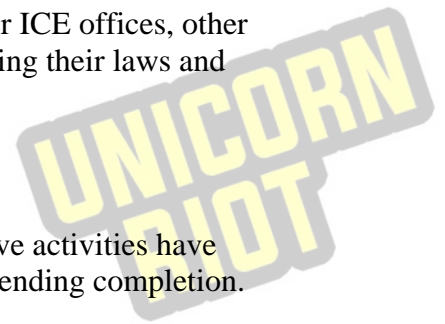 r ICE offices, other
ing their laws and
UNICORN
RIOT
ve activities have
ending completion.